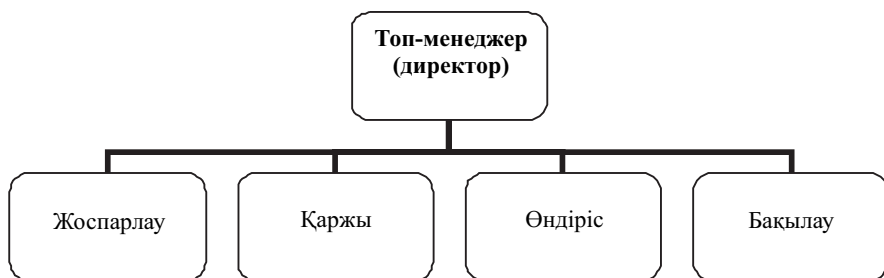 Топ-менеджер
(директор)
Жоспарлау
Қаржы
Өндіріс
Бақылау